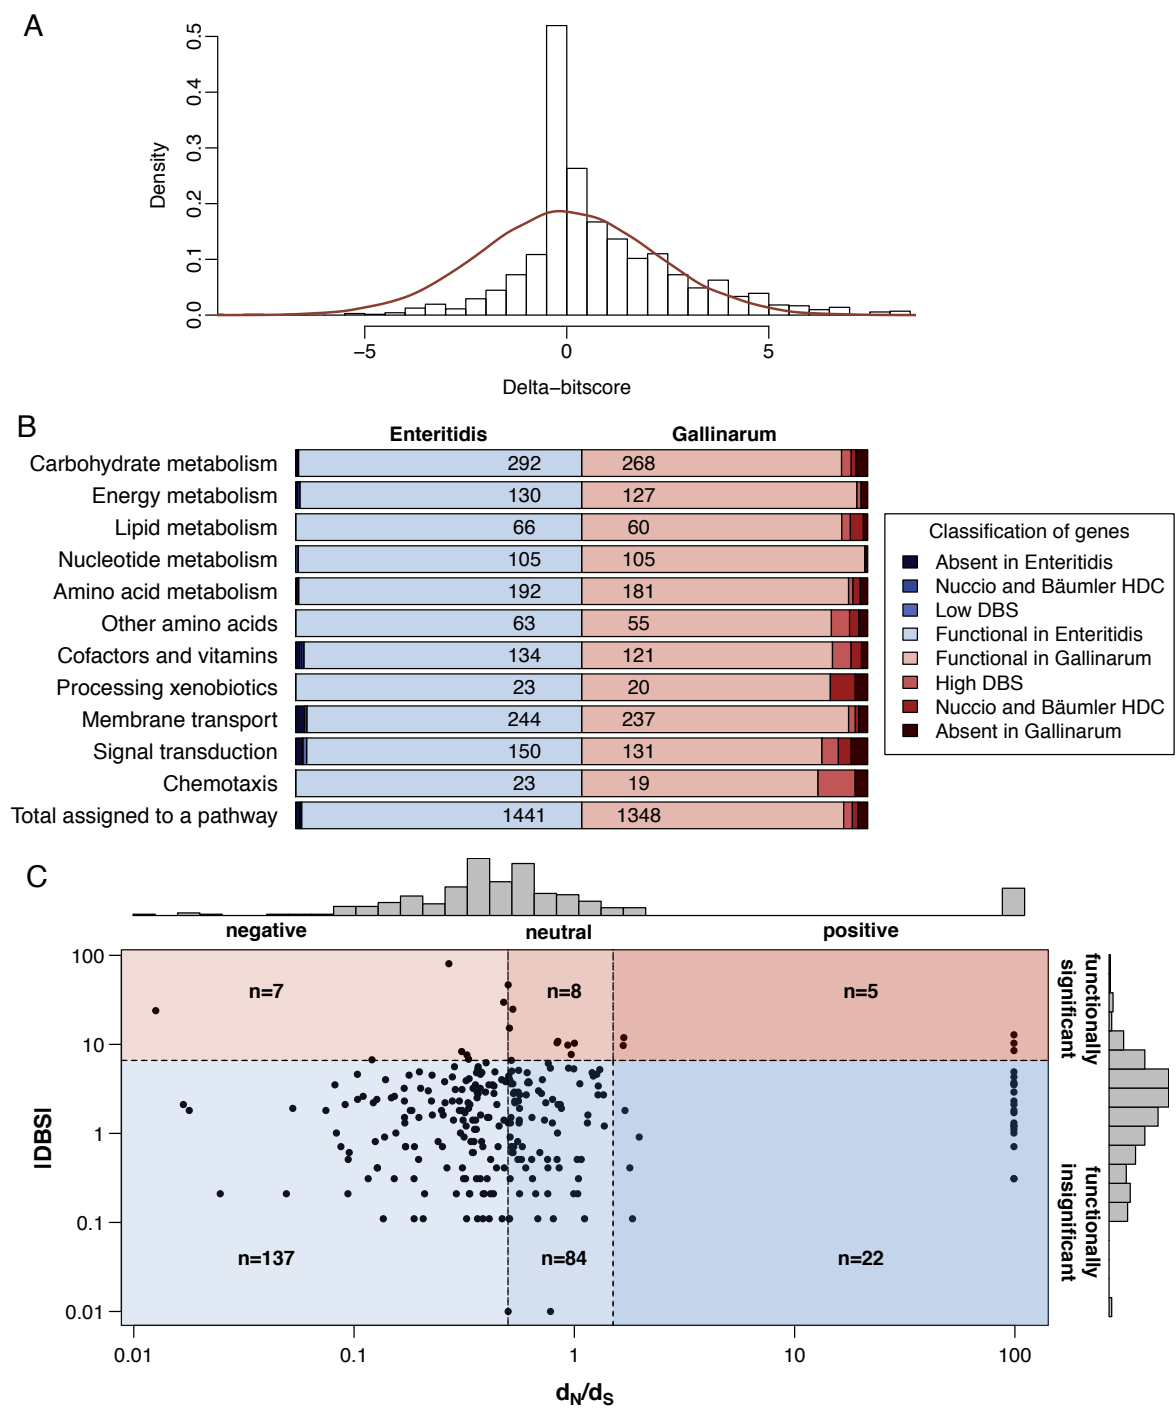 A
0.5
0.4
0.3
0.2
0.1
0.0
Density
−5 0 5
Delta−bitscore
B
Enteritidis Gallinarum
Carbohydrate metabolism 292 268
Energy metabolism 130 127
Lipid metabolism 66 60
Nucleotide metabolism 105 105
Amino acid metabolism 192 181
Other amino acids 63 55
Cofactors and vitamins 134 121
Processing xenobiotics 23 20
Membrane transport 244 237
Signal transduction 150 131
Chemotaxis 23 19
Total assigned to a pathway 1441 1348
Classification of genes
Absent in Enteritidis
Nuccio and Bäumler HDC
Low DBS
Functional in Enteritidis
Functional in Gallinarum
High DBS
Nuccio and Bäumler HDC
Absent in Gallinarum
C
negative neutral positive
100
10
1
0.1
0.01
|DBS|
n=7 n=8 n=5
n=137 n=84 n=22
functionally
significant
functionally
insignificant
0.01 0.1 1 10 100
dN/dS